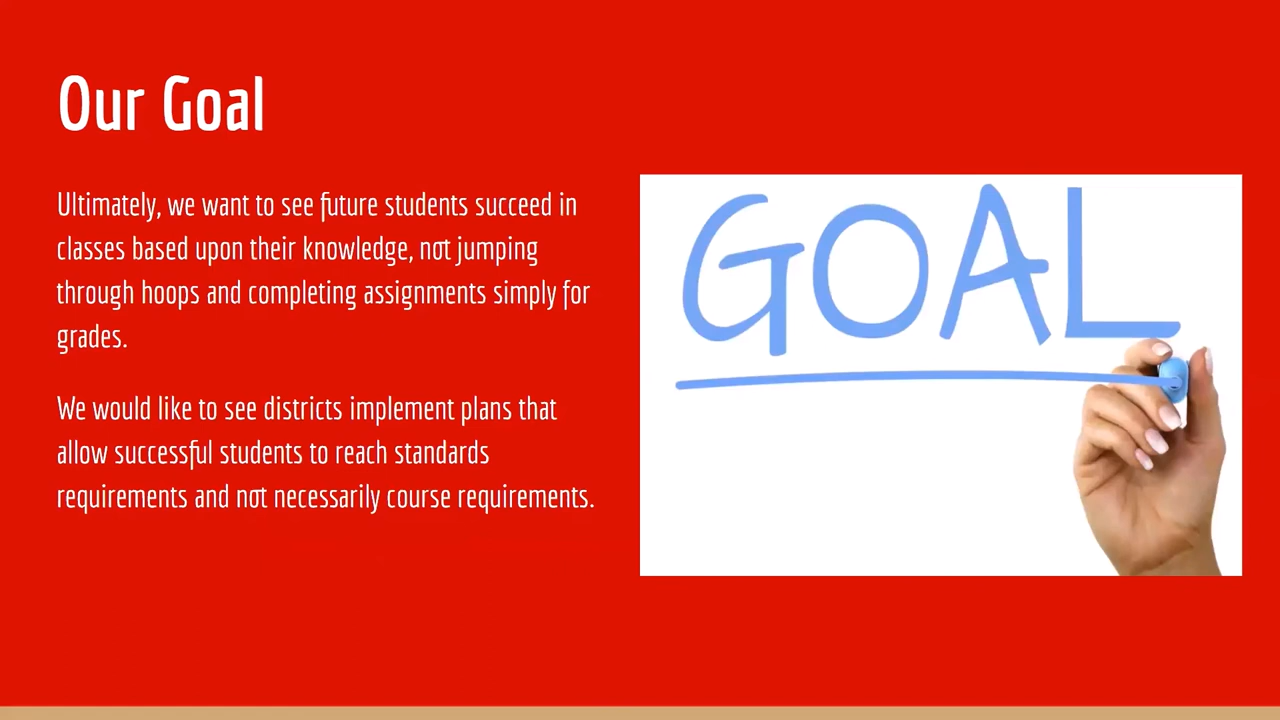 Our Goal
Ultimately, we want to see future students succeed in
classes based upon their knowledge, not jumping
through hoops and completing assignments simply for
grades.
We would like to see districts implement plans that
allow successful students to reach standards
requirements and not necessarily course requirements.
GOAL